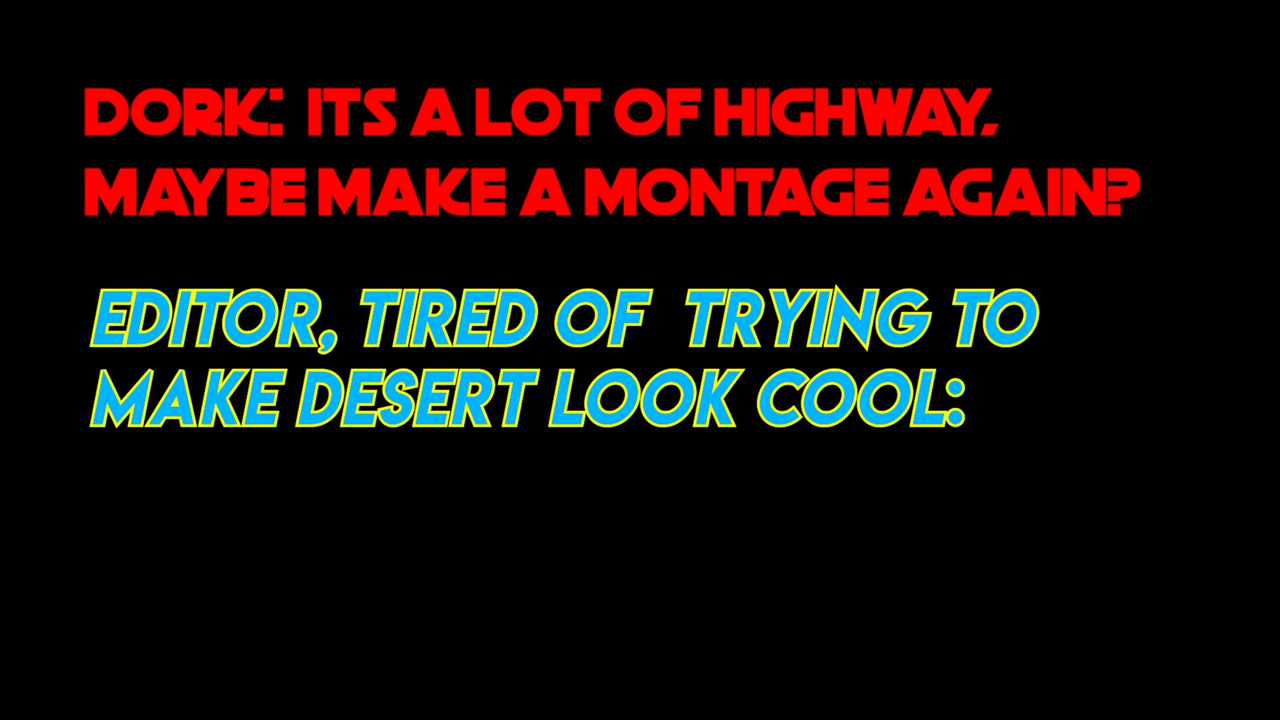 DORK: ITS A LOT OF HIGHWAY,
MAYBE MAKE A MONTAGE AGAIN?
EDITOR, TIRED OF TRYING TO
MAKE DESERT LOOK COOL: